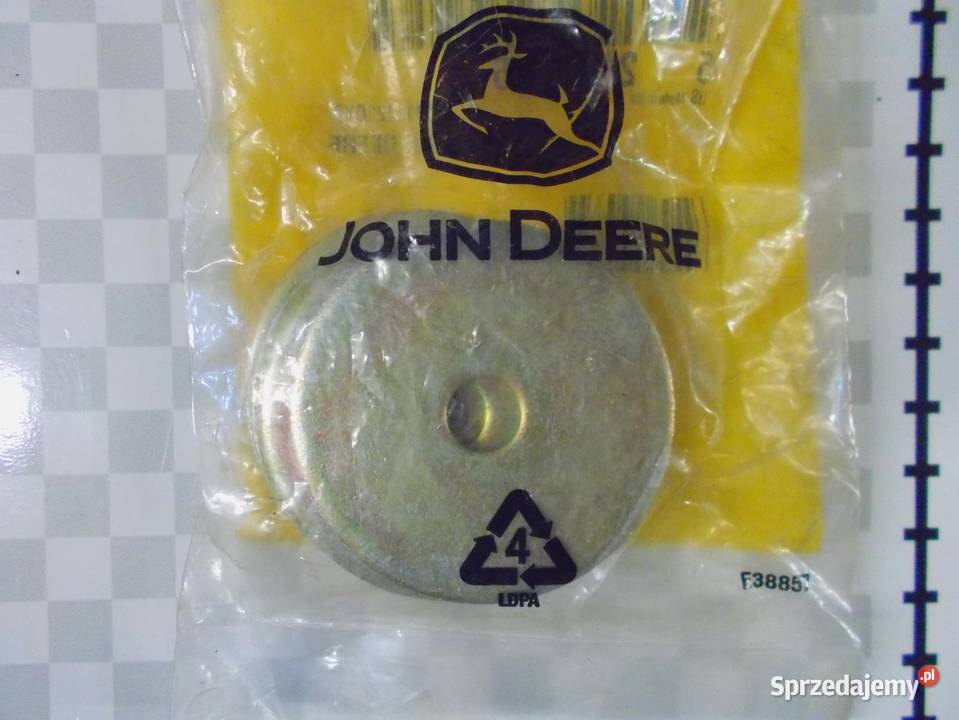 JOHN DEERE
4
LDPA
F38857
Sprzedajemy.pl